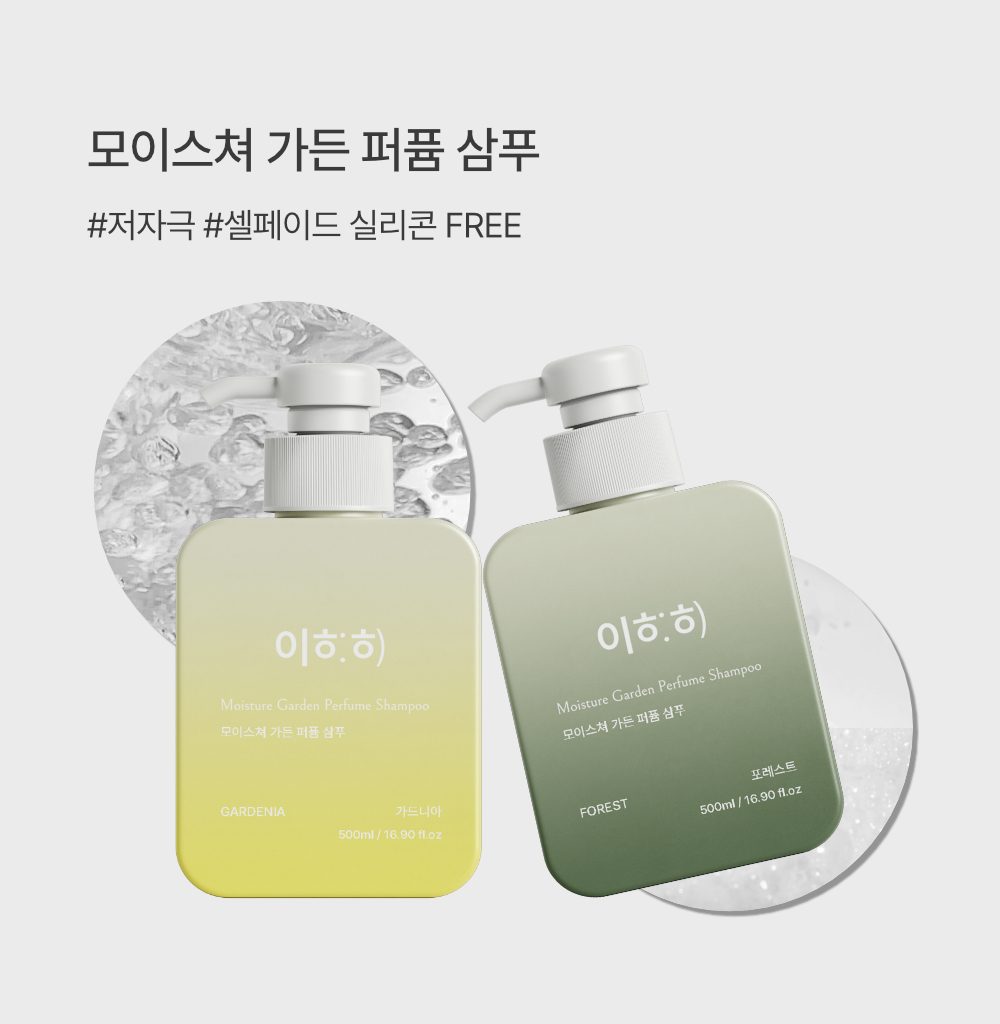 모이스쳐 가든 퍼퓸 샴푸
#저자극 #셀페이드 실리콘 FREE
이ㅎ:ㅎ)
Moisture Garden Perfume Shampoo
모이스쳐 가든 퍼퓸 샴푸
GARDENIA 가드니아
500ml / 16.90 fl.oz
이ㅎ:ㅎ)
Moisture Garden Perfume Shampoo
모이스쳐 가든 퍼퓸 샴푸
포레스트
FOREST 500ml / 16.90 fl.oz